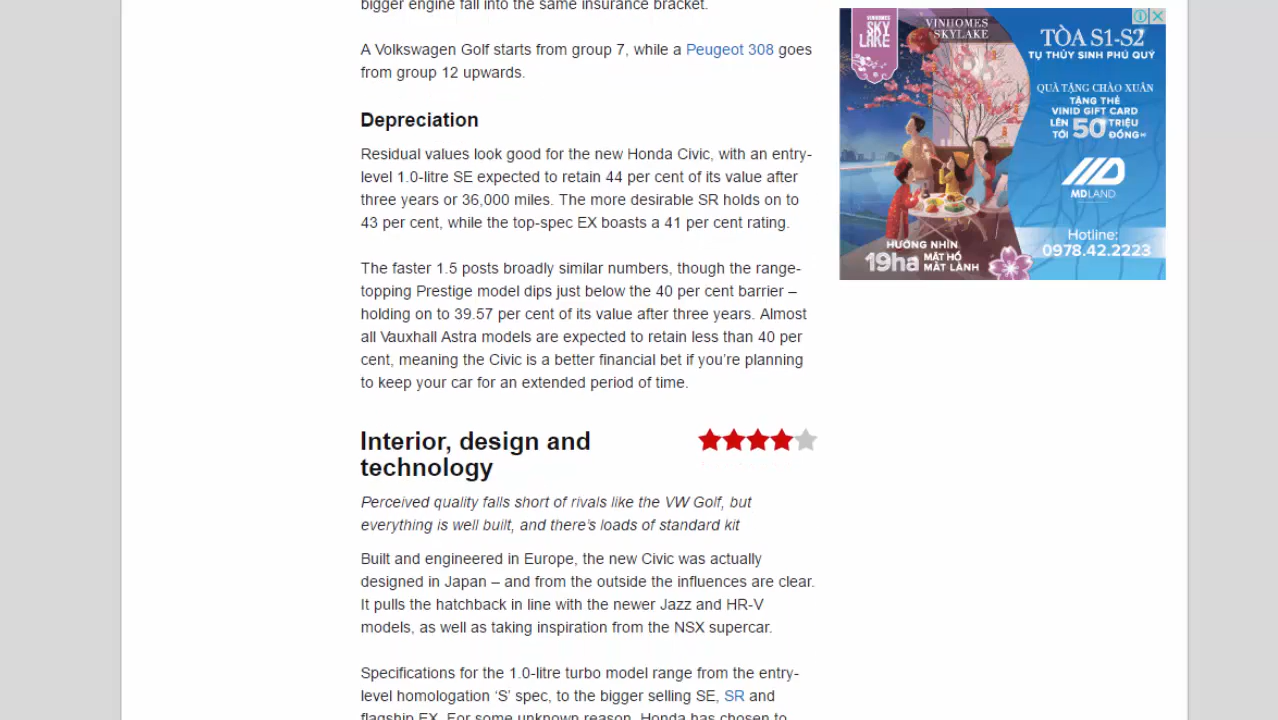 bigger engine fall into the same insurance bracket.
A Volkswagen Golf starts from group 7, while a Peugeot 308 goes
from group 12 upwards.
Depreciation
Residual values look good for the new Honda Civic, with an entry-
level 1.0-litre SE expected to retain 44 per cent of its value after
three years or 36,000 miles. The more desirable SR holds on to
43 per cent, while the top-spec EX boasts a 41 per cent rating.
The faster 1.5 posts broadly similar numbers, though the range-
topping Prestige model dips just below the 40 per cent barrier –
holding on to 39.57 per cent of its value after three years. Almost
all Vauxhall Astra models are expected to retain less than 40 per
cent, meaning the Civic is a better financial bet if you're planning
to keep your car for an extended period of time.
Interior, design and
technology
Perceived quality falls short of rivals like the VW Golf, but
everything is well built, and there's loads of standard kit
Built and engineered in Europe, the new Civic was actually
designed in Japan – and from the outside the influences are clear.
It pulls the hatchback in line with the newer Jazz and HR-V
models, as well as taking inspiration from the NSX supercar.
Specifications for the 1.0-litre turbo model range from the entry-
level homologation 'S' spec, to the bigger selling SE, SR and
flagship EX. For some unknown reason, Honda has chosen to
VINHOMES
SKY
LAKE
VINHOMES
SKYLAKE
TÒA S1-S2
TỤ THỦY SINH PHÚ QUÝ
QUÀ TẶNG CHÀO XUÂN
TẶNG THẺ
VINID GIFT CARD
LÊN TỚI 50 TRIỆU ĐỒNG
MDLAND
Hotline:
0978.42.2223
HƯỚNG NHÌN
19ha MẶT HỒ
MÁT LÀNH